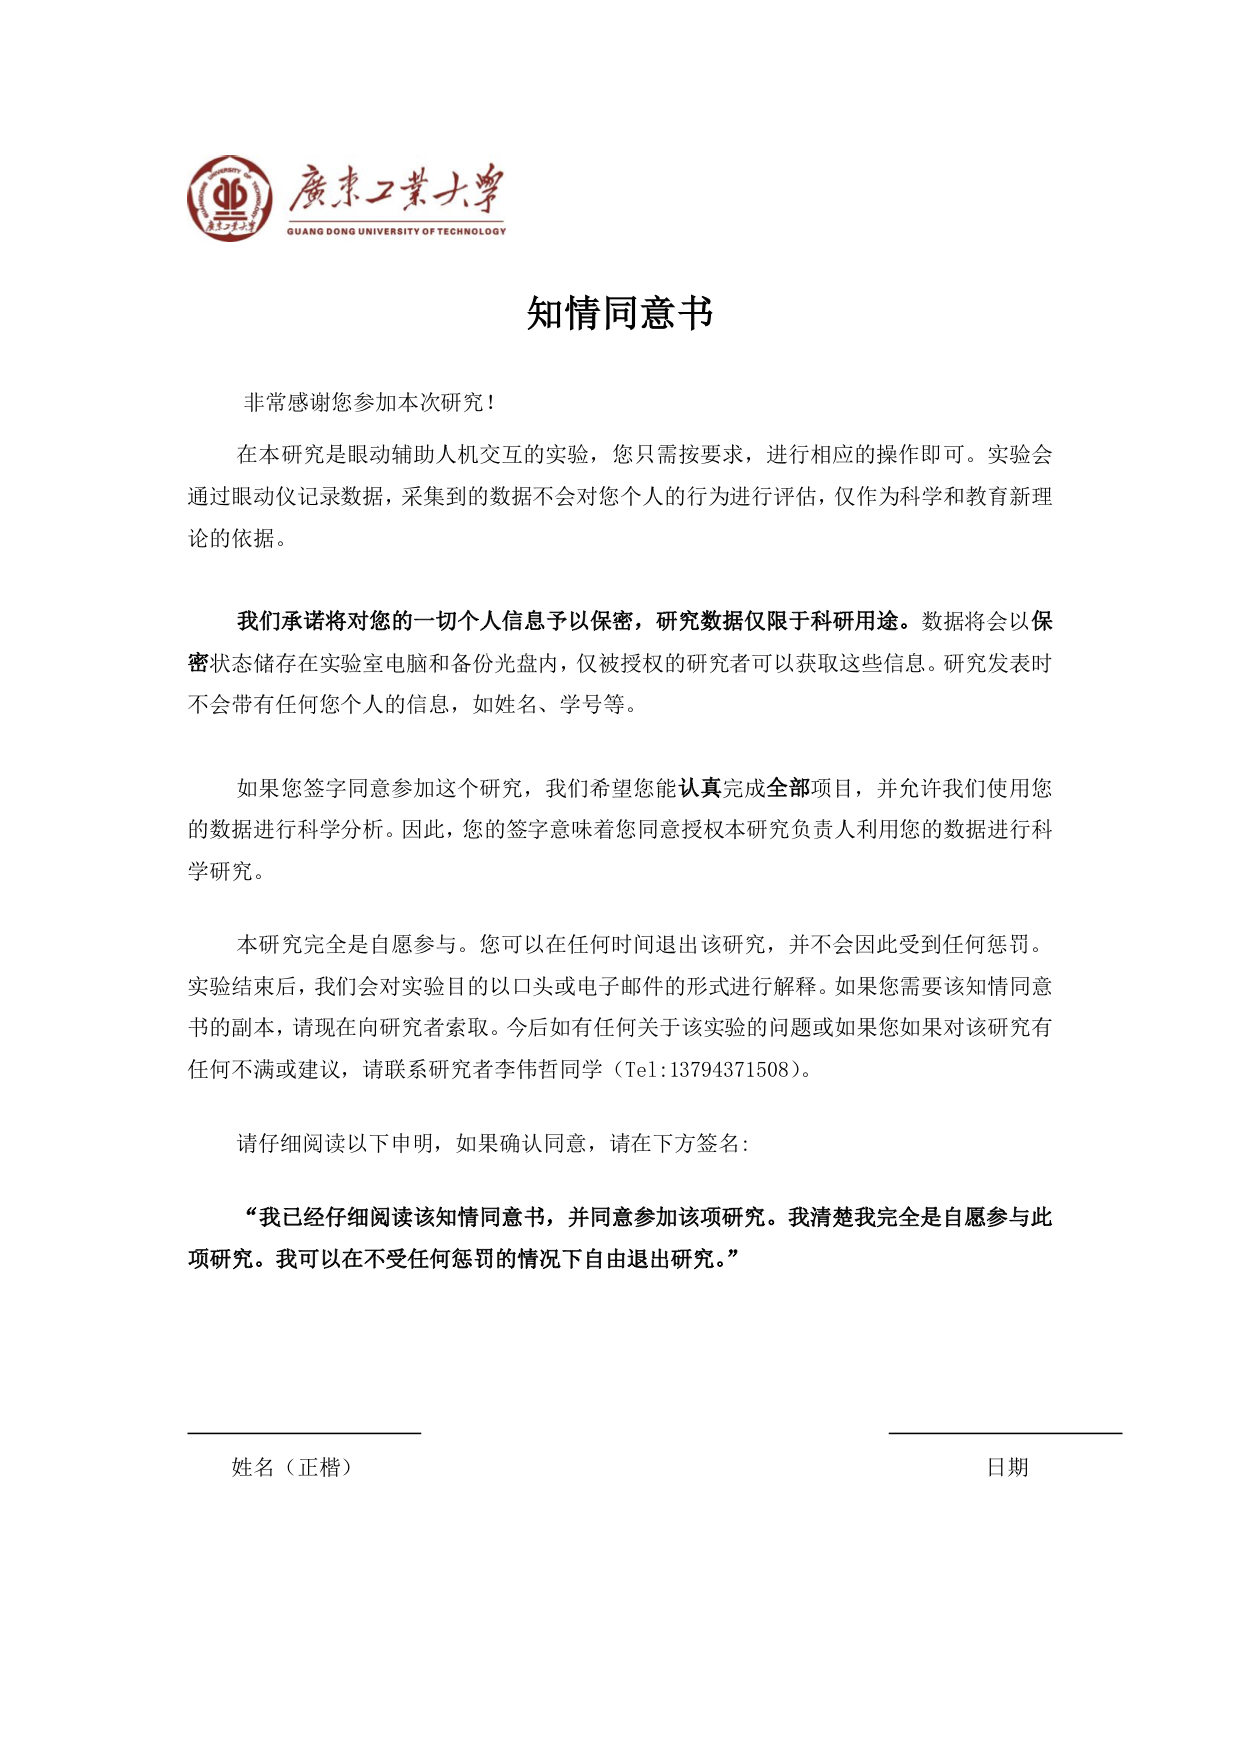 廣東工業大學
GUANG DONG UNIVERSITY OF TECHNOLOGY
知情同意书
非常感谢您参加本次研究！
在本研究是眼动辅助人机交互的实验，您只需按要求，进行相应的操作即可。实验会
通过眼动仪记录数据，采集到的数据不会对您个人的行为进行评估，仅作为科学和教育新理
论的依据。
我们承诺将对您的一切个人信息予以保密，研究数据仅限于科研用途。数据将会以保
密状态储存在实验室电脑和备份光盘内，仅被授权的研究者可以获取这些信息。研究发表时
不会带有任何您个人的信息，如姓名、学号等。
如果您签字同意参加这个研究，我们希望您能认真完成全部项目，并允许我们使用您
的数据进行科学分析。因此，您的签字意味着您同意授权本研究负责人利用您的数据进行科
学研究。
本研究完全是自愿参与。您可以在任何时间退出该研究，并不会因此受到任何惩罚。
实验结束后，我们会对实验目的以口头或电子邮件的形式进行解释。如果您需要该知情同意
书的副本，请现在向研究者索取。今后如有任何关于该实验的问题或如果您如果对该研究有
任何不满或建议，请联系研究者李伟哲同学（Tel:13794371508）。
请仔细阅读以下申明，如果确认同意，请在下方签名:
“我已经仔细阅读该知情同意书，并同意参加该项研究。我清楚我完全是自愿参与此
项研究。我可以在不受任何惩罚的情况下自由退出研究。”
姓名（正楷） 日期